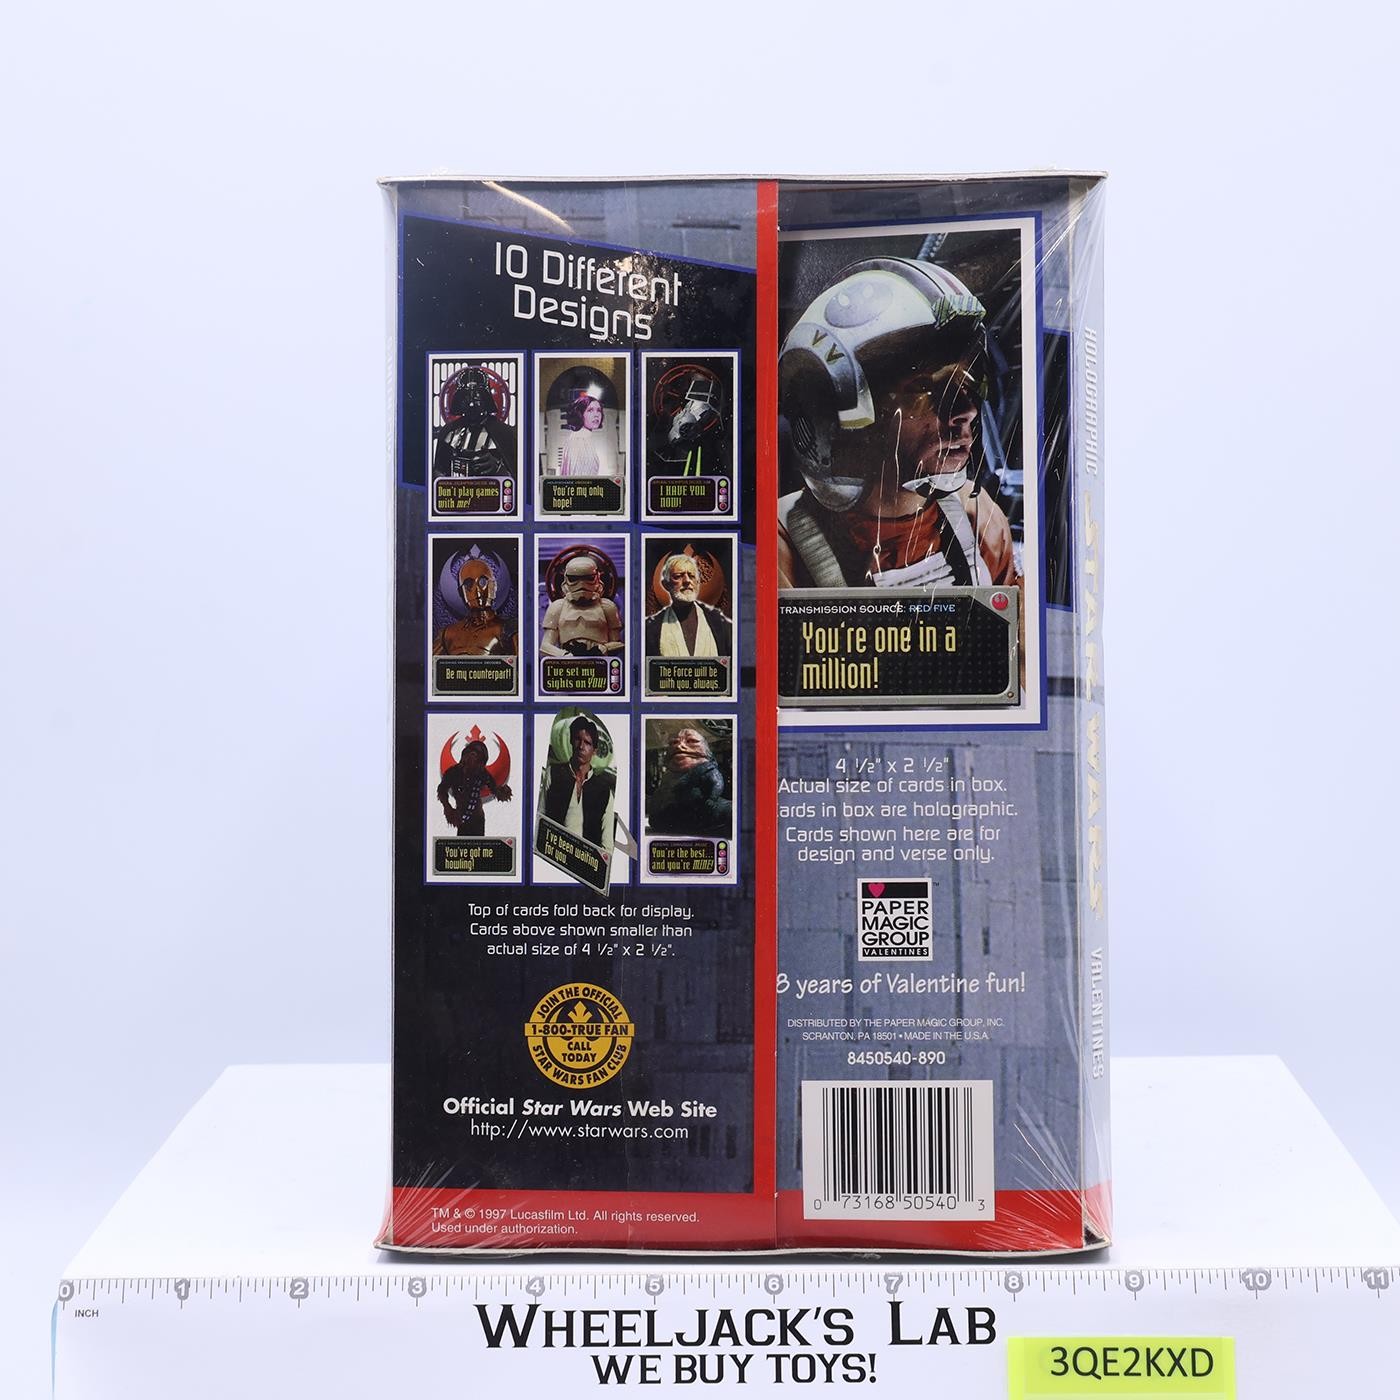 10 Different
Designs
Don't play games
with me!
You're my only
hope!
I HAVE YOU
NOW!
Be my counterpart!
I've set my
sights on YOU!
The Force will be
with you, always
You've got me
howling!
I've been waiting
for you.
You're the best...
and you're MINE!
Top of cards fold back for display.
Cards above shown smaller than
actual size of 4 1/2" x 2 1/2".
JOIN THE OFFICIAL
1-800-TRUE FAN
CALL
TODAY
STAR WARS FAN CLUB
Official Star Wars Web Site
http://www.starwars.com
TM & © 1997 Lucasfilm Ltd. All rights reserved.
Used under authorization.
TRANSMISSION SOURCE: RED FIVE
You're one in a
million!
4 1/2" x 2 1/2"
Actual size of cards in box.
ards in box are holographic.
Cards shown here are for
design and verse only.
PAPER
MAGIC
GROUP
VALENTINES
™
8 years of Valentine fun!
DISTRIBUTED BY THE PAPER MAGIC GROUP, INC.
SCRANTON, PA 18501 • MADE IN THE U.S.A.
8450540-890
0 73168 50540 3
HOLOGRAPHIC STAR WARS VALENTINES
0 1 2 3 4 5 6 7 8 9 10 11
INCH
WHEELJACK'S LAB
WE BUY TOYS!
3QE2KXD